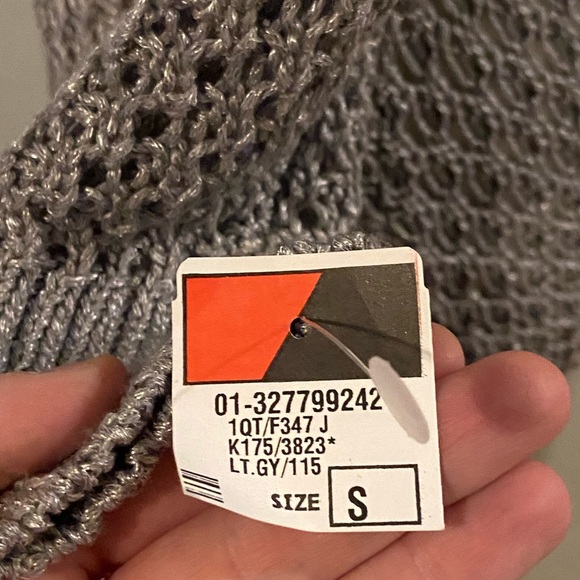 01-327799242
1QT/F347 J
K175/3823*
LT.GY/115
SIZE S